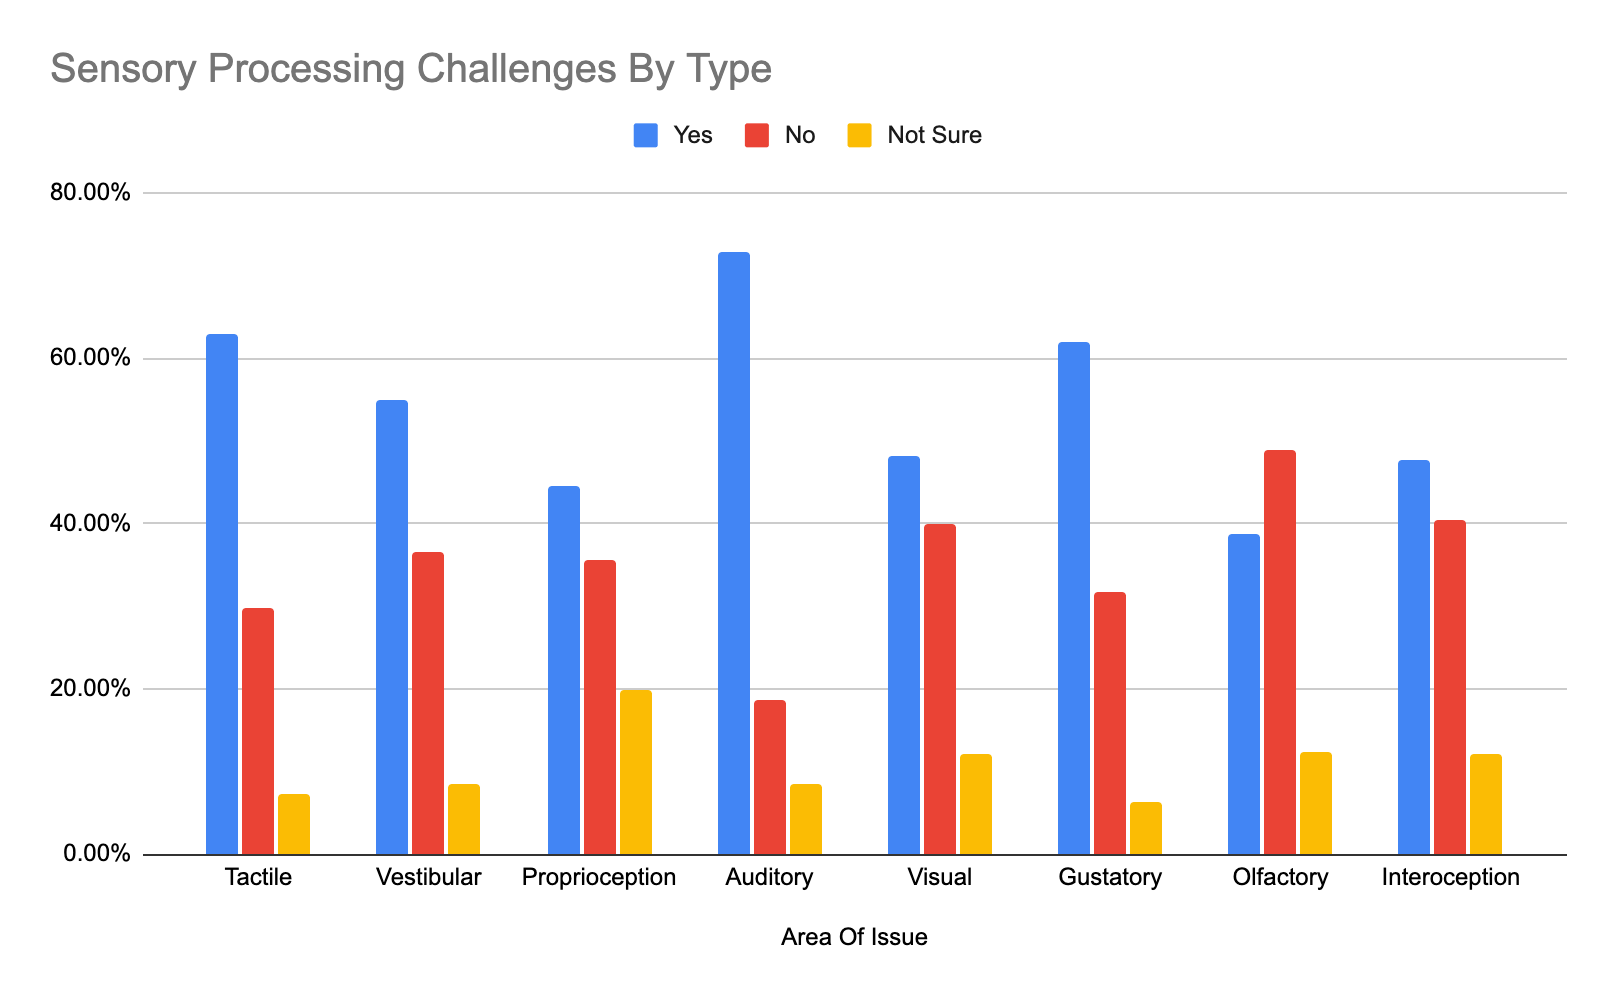 Sensory Processing Challenges By Type
Yes No Not Sure
80.00%
60.00%
40.00%
20.00%
0.00%
Tactile Vestibular Proprioception Auditory Visual Gustatory Olfactory Interoception
Area Of Issue